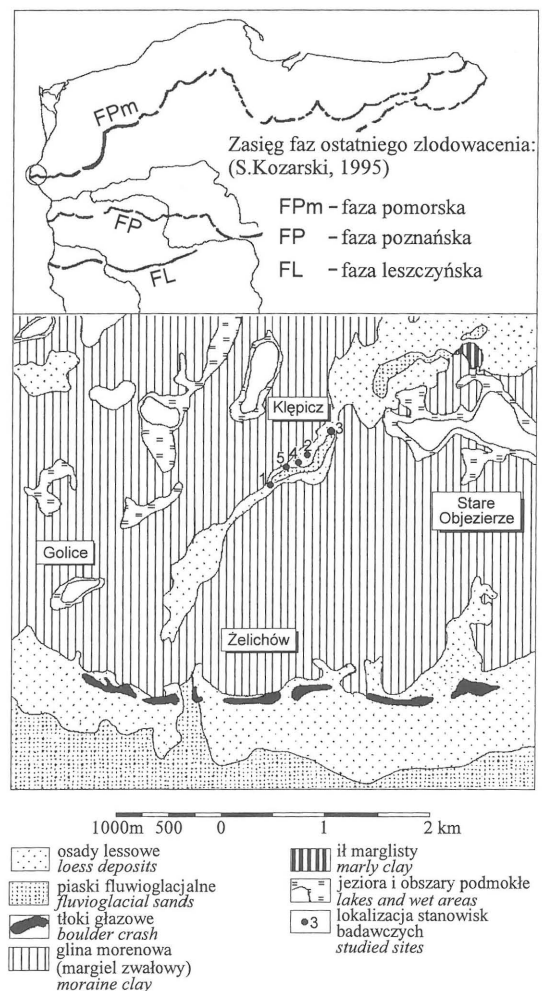 FPm
Zasięg faz ostatniego zlodowacenia:
(S.Kozarski, 1995)
FPm – faza pomorska
FP
FP – faza poznańska
FL – faza leszczyńska
FL
Klępicz
3
2
4
5
1
Stare
Objezierze
Golice
Żelichów
1000m 500 0 1 2 km
osady lessowe
loess deposits
piaski fluwioglacjalne
fluvioglacial sands
tłoki głazowe
boulder crash
glina morenowa
(margiel zwałowy)
moraine clay
ił marglisty
marly clay
jeziora i obszary podmokłe
lakes and wet areas
3 lokalizacja stanowisk
badawczych
studied sites